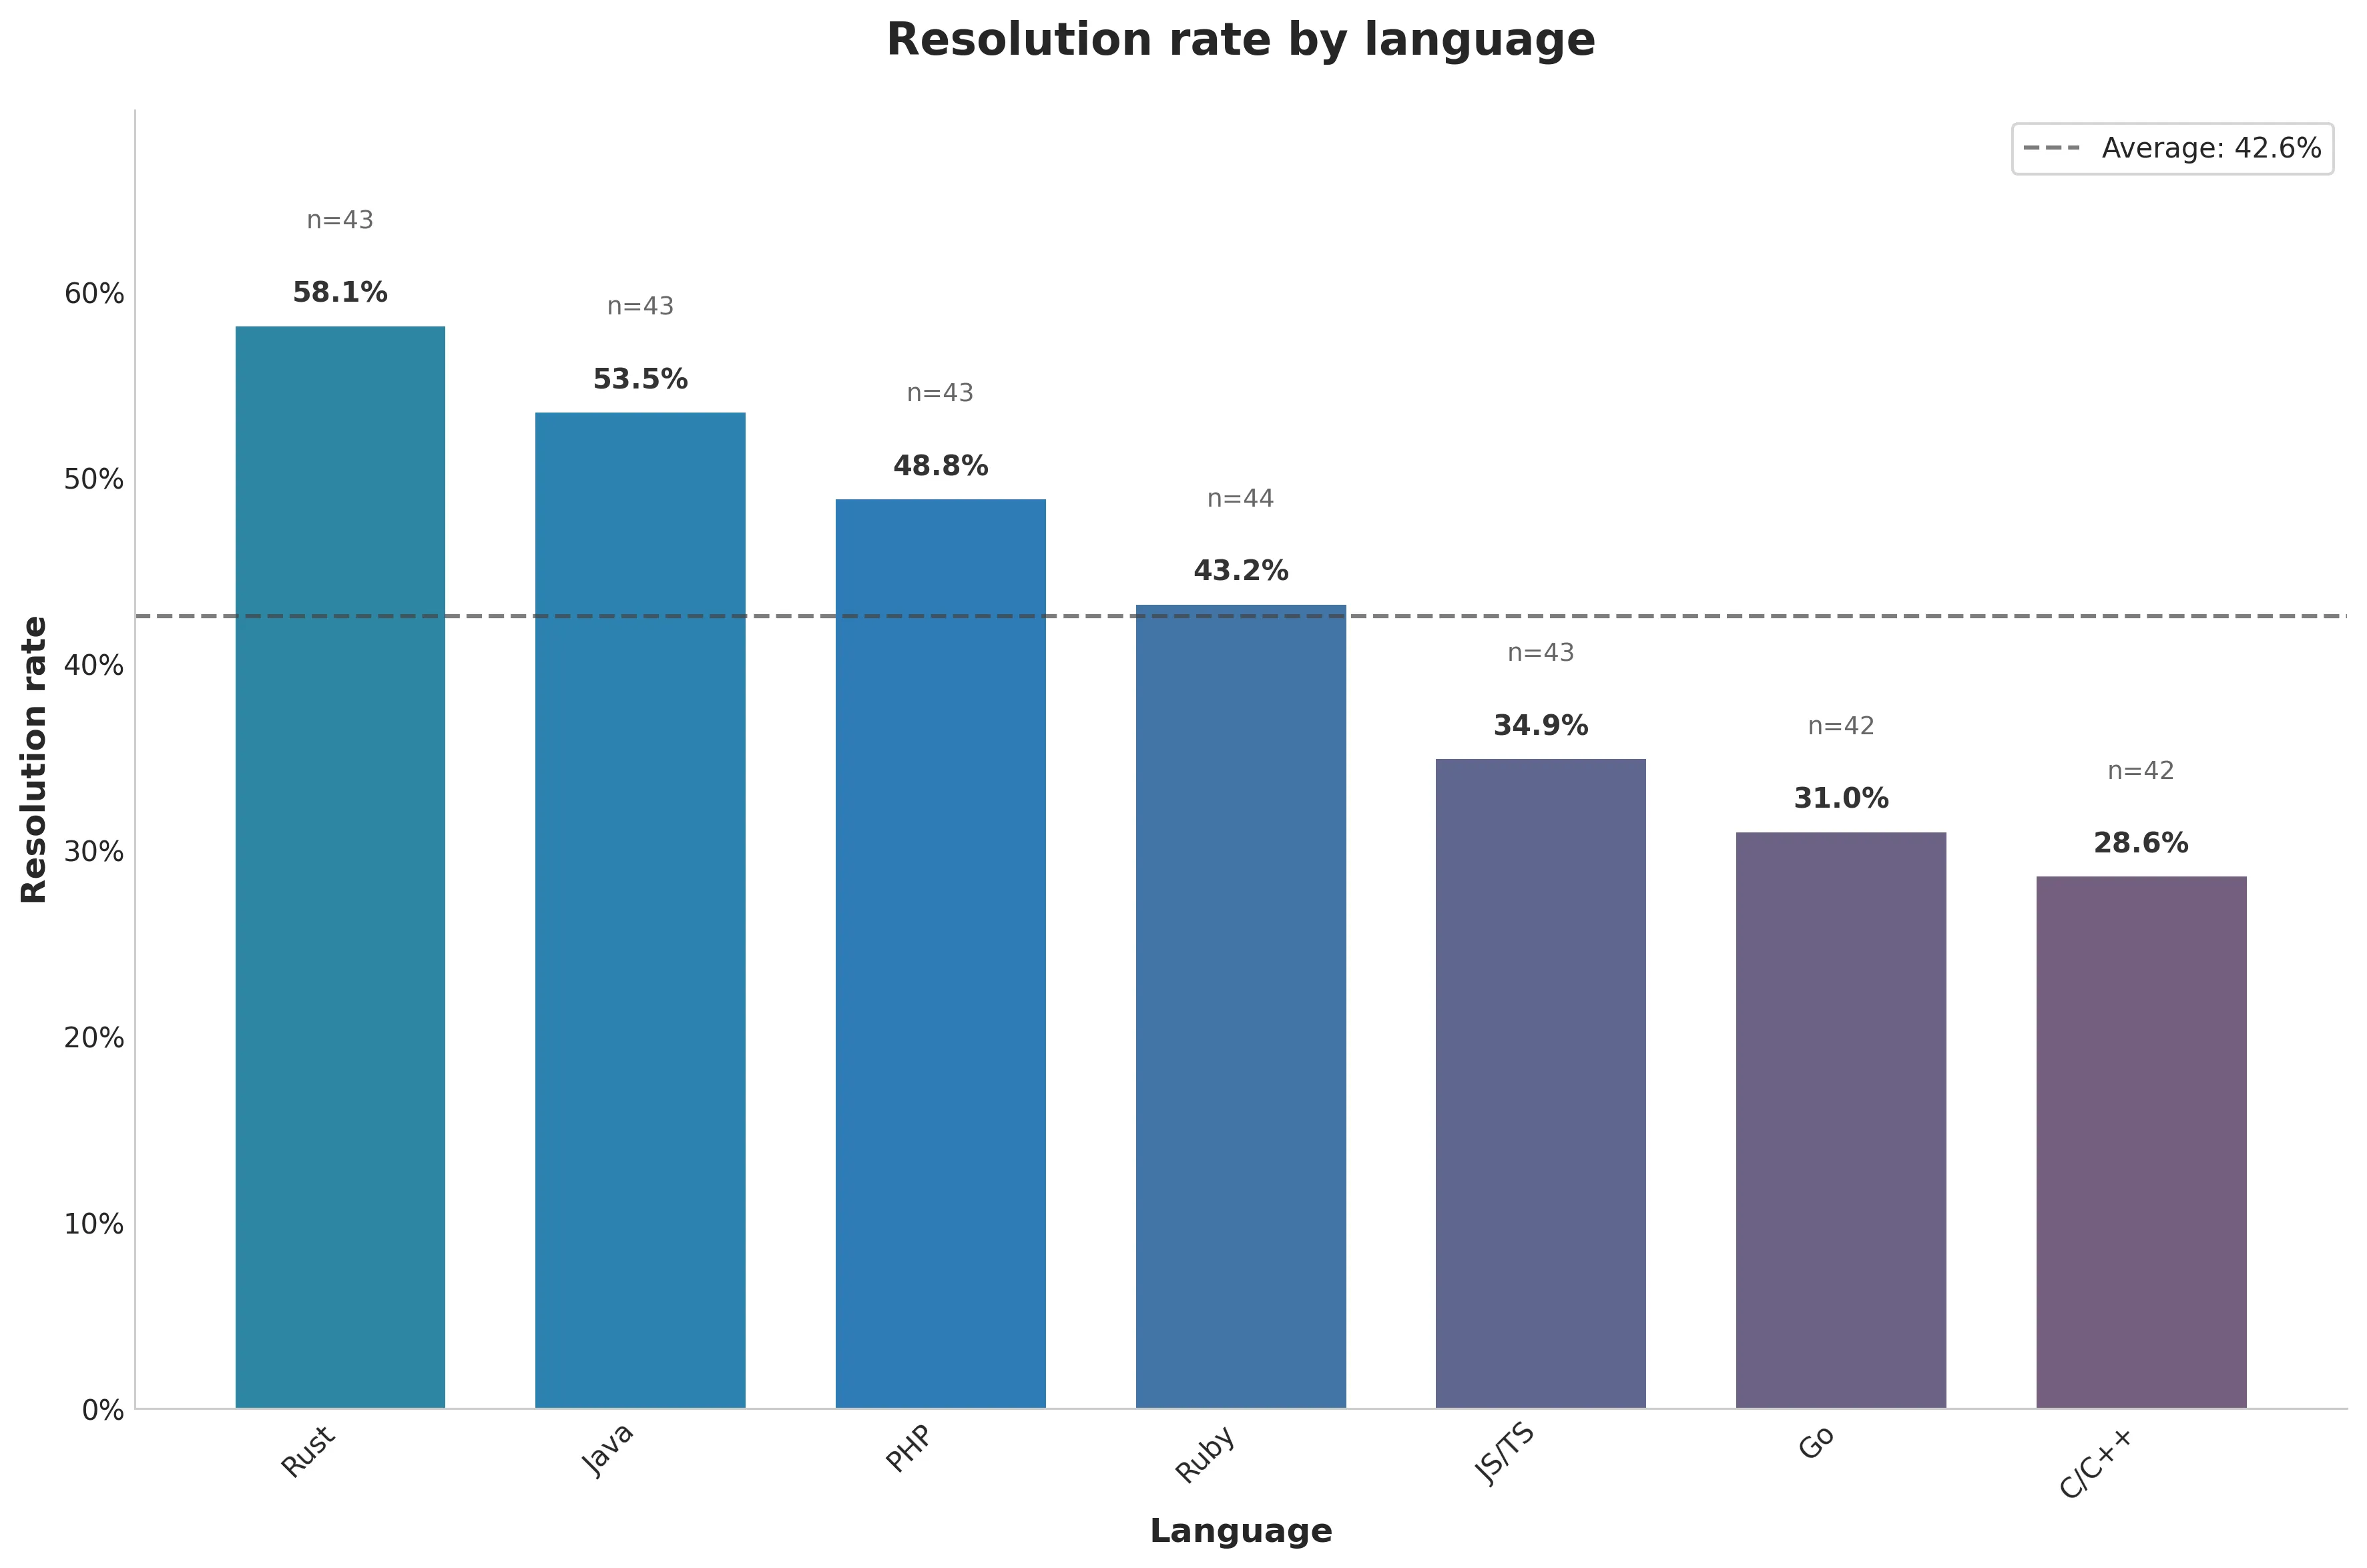 Resolution rate by language
Average: 42.6%
n=43
58.1%
n=43
53.5%
n=43
48.8%
n=44
43.2%
n=43
34.9%
n=42
31.0%
n=42
28.6%
60%
50%
40%
30%
20%
10%
0%
Resolution rate
Rust
Java
PHP
Ruby
JS/TS
Go
C/C++
Language